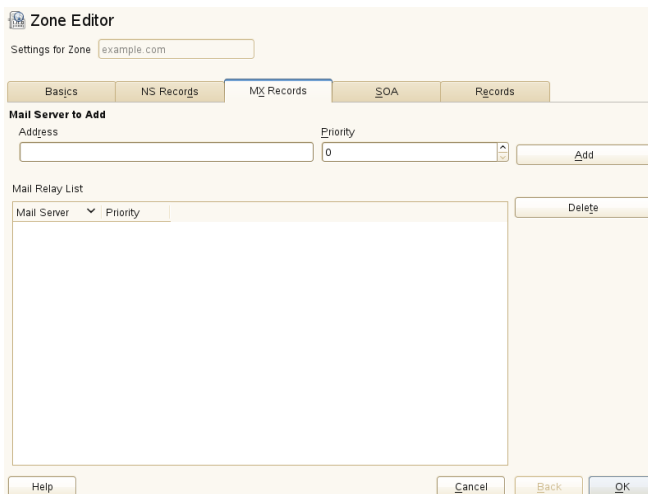 Zone Editor
Settings for Zone example.com
Basics NS Records MX Records SOA Records
Mail Server to Add
Address Priority
0 Add
Mail Relay List
Mail Server Priority Delete
Help Cancel Back OK